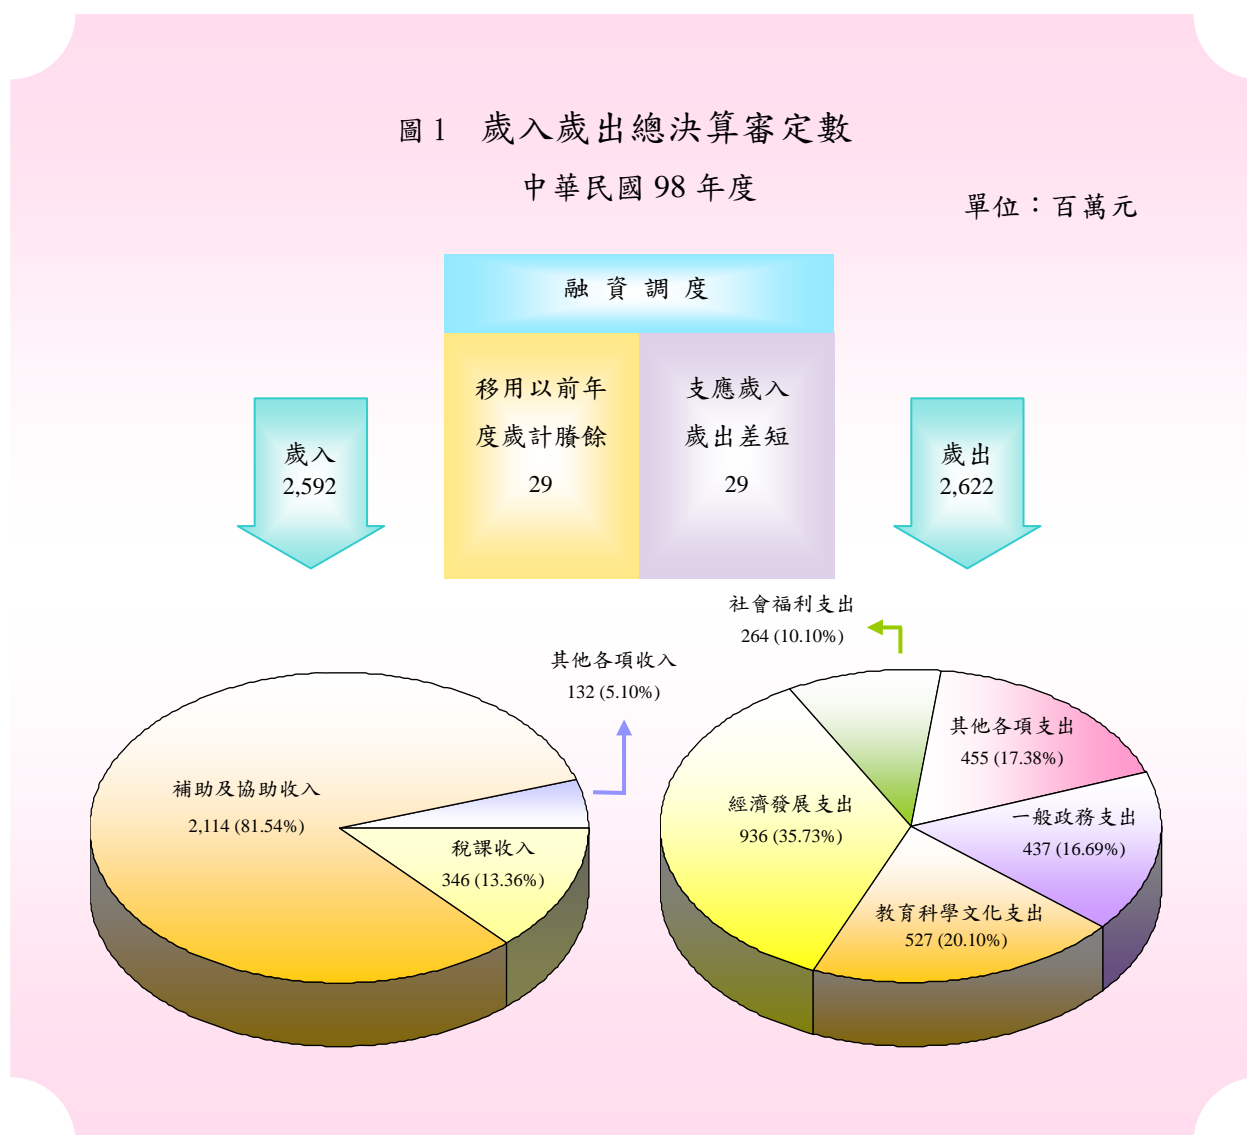 圖 1 歲入歲出總決算審定數
中華民國 98 年度
單位：百萬元
融 資 調 度
移用以前年
度歲計賸餘
29
支應歲入
歲出差短
29
歲入
2,592
歲出
2,622
社會福利支出
264 (10.10%)
其他各項收入
132 (5.10%)
補助及協助收入
2,114 (81.54%)
稅課收入
346 (13.36%)
其他各項支出
455 (17.38%)
經濟發展支出
936 (35.73%)
一般政務支出
437 (16.69%)
教育科學文化支出
527 (20.10%)